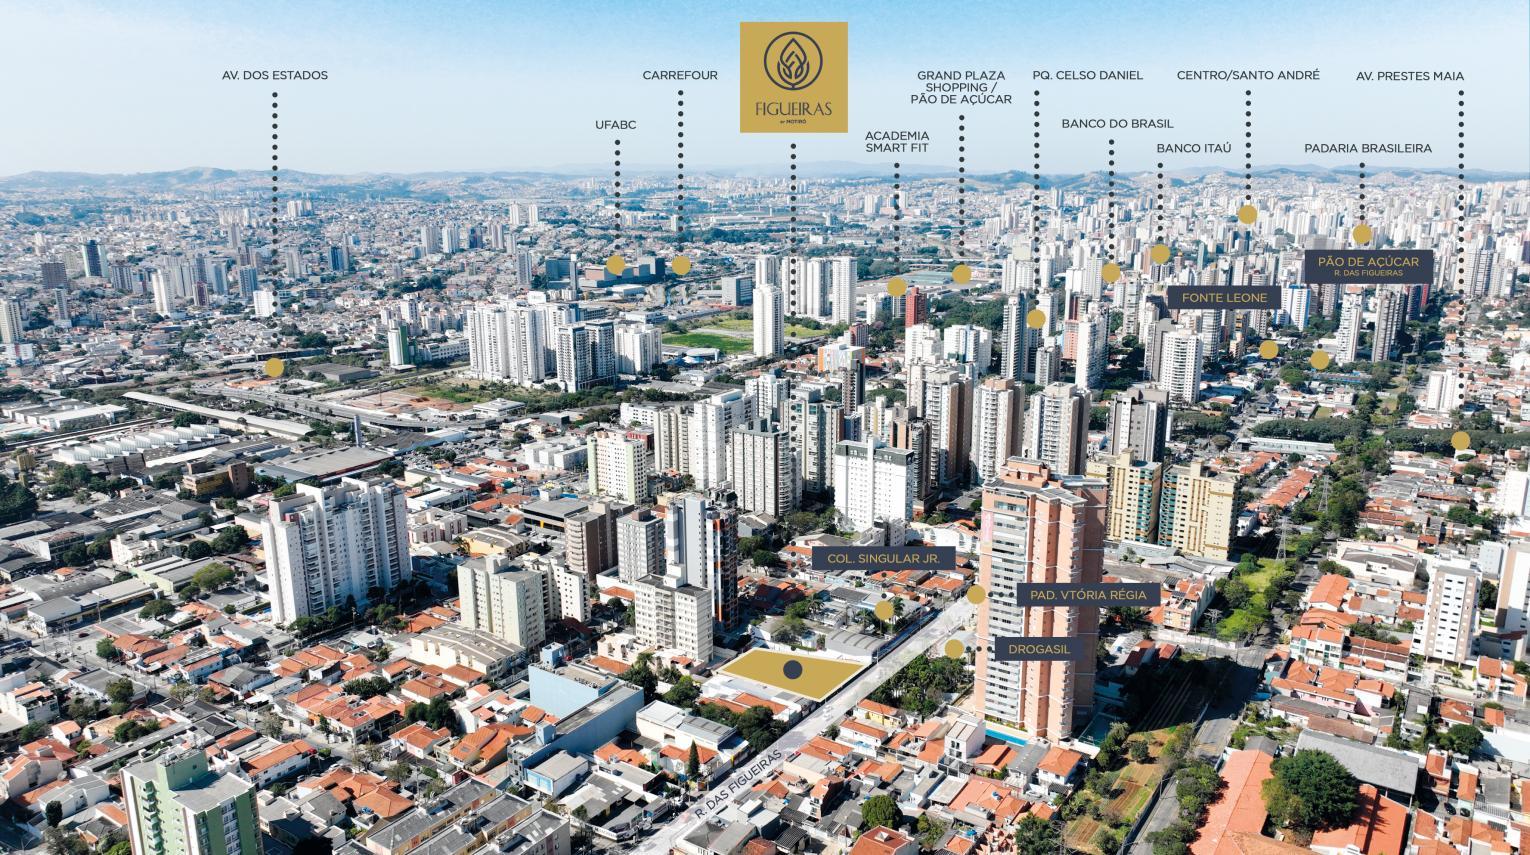 AV. DOS ESTADOS
UFABC
CARREFOUR
FIGUEIRAS
BY MOTIRÓ
ACADEMIA
SMART FIT
GRAND PLAZA
SHOPPING /
PÃO DE AÇÚCAR
PQ. CELSO DANIEL
BANCO DO BRASIL
BANCO ITAÚ
CENTRO/SANTO ANDRÉ
PADARIA BRASILEIRA
AV. PRESTES MAIA
PÃO DE AÇÚCAR
R. DAS FIGUEIRAS
FONTE LEONE
COL. SINGULAR JR.
PAD. VTÓRIA RÉGIA
DROGASIL
R. DAS FIGUEIRAS